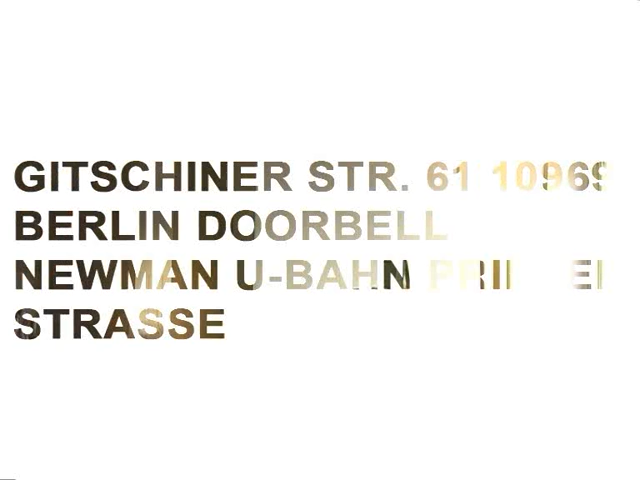 GITSCHINER STR. 61 10969
BERLIN DOORBELL
NEWMAN U-BAHN
STRASSE